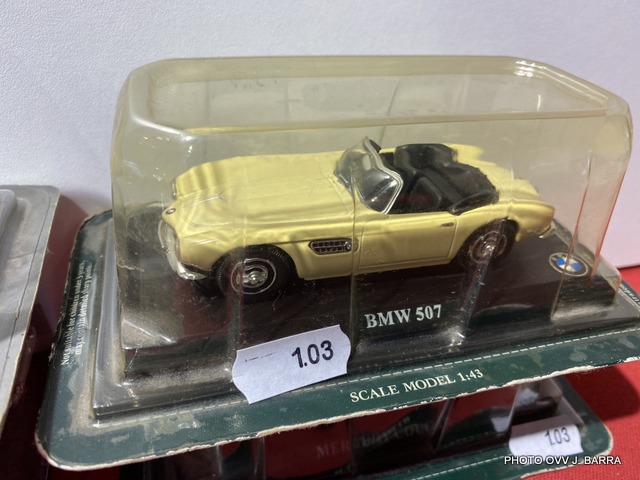 BMW 507
1.03
SCALE MODEL 1:43
1.03
PHOTO OVV J. BARRA